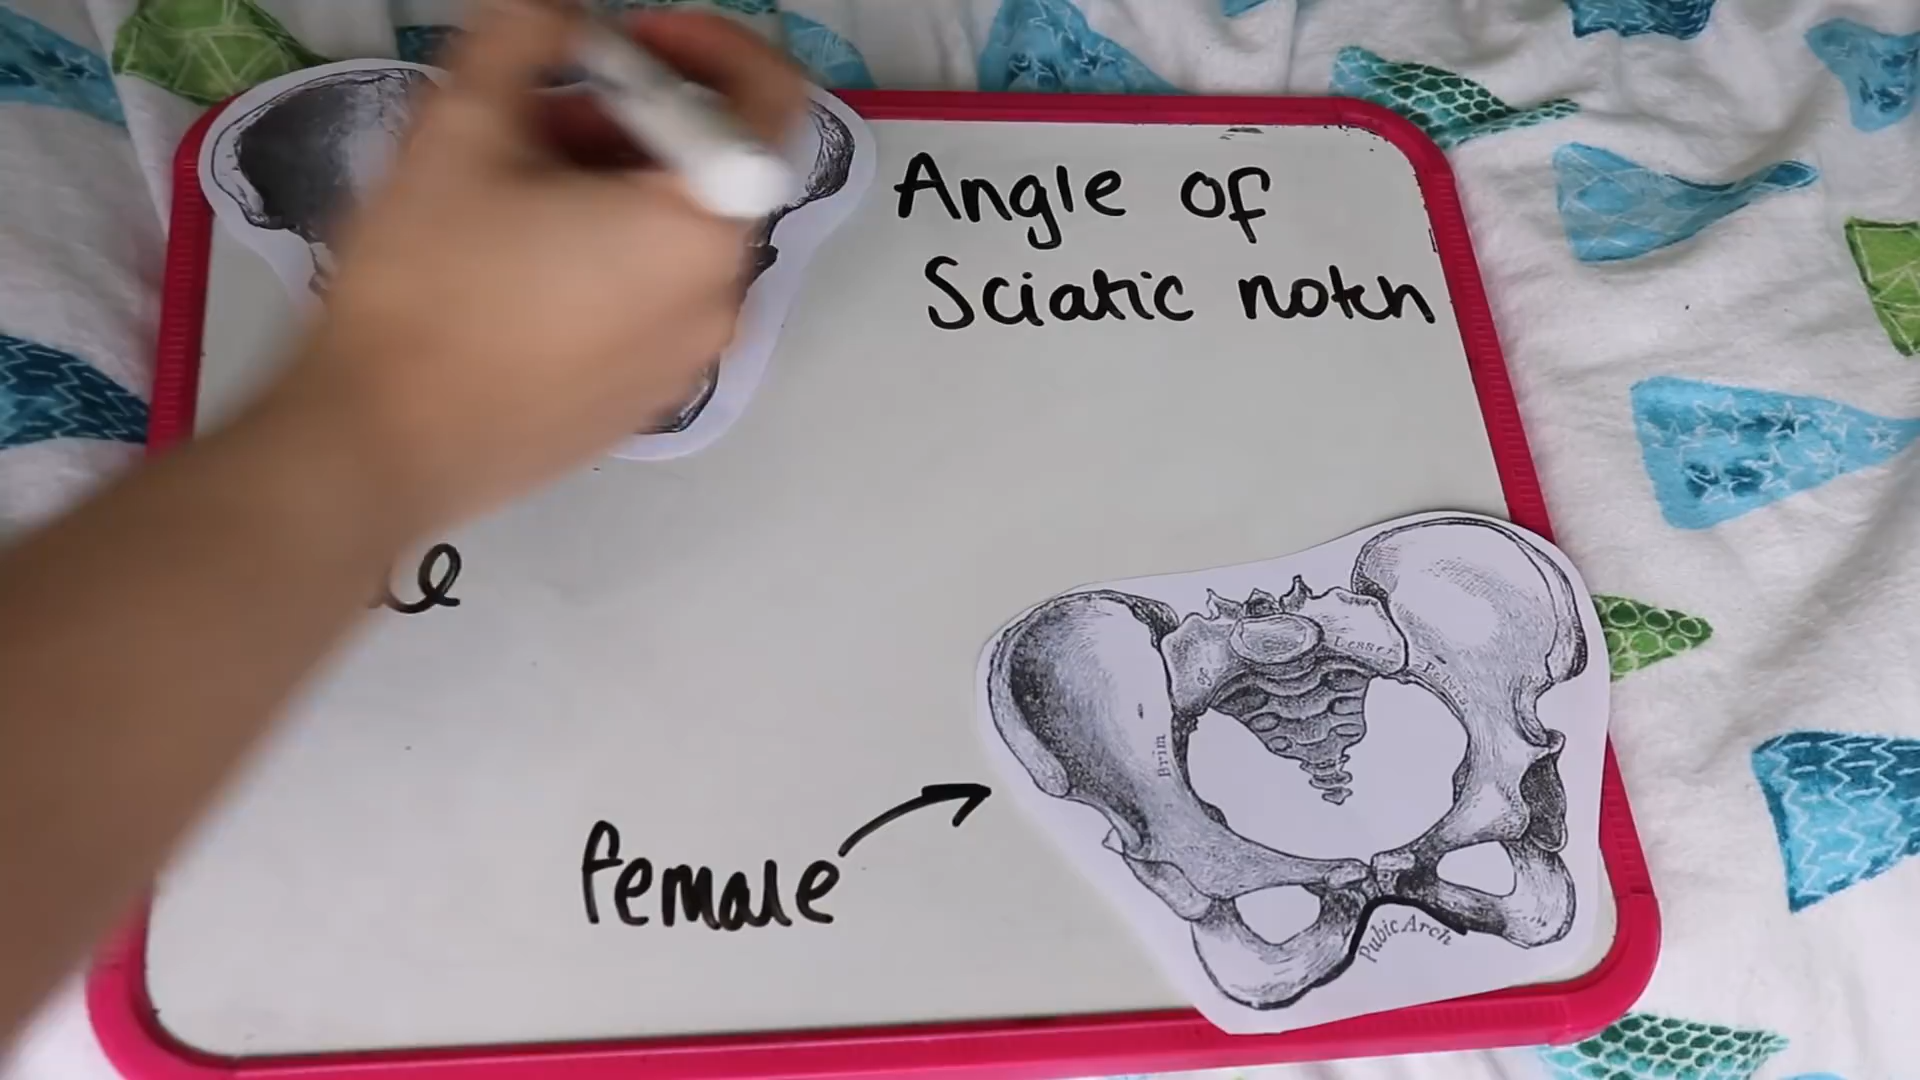 Angle of
Sciatic notch
female
Lesser
Pelvis
Brim
Pubic Arch